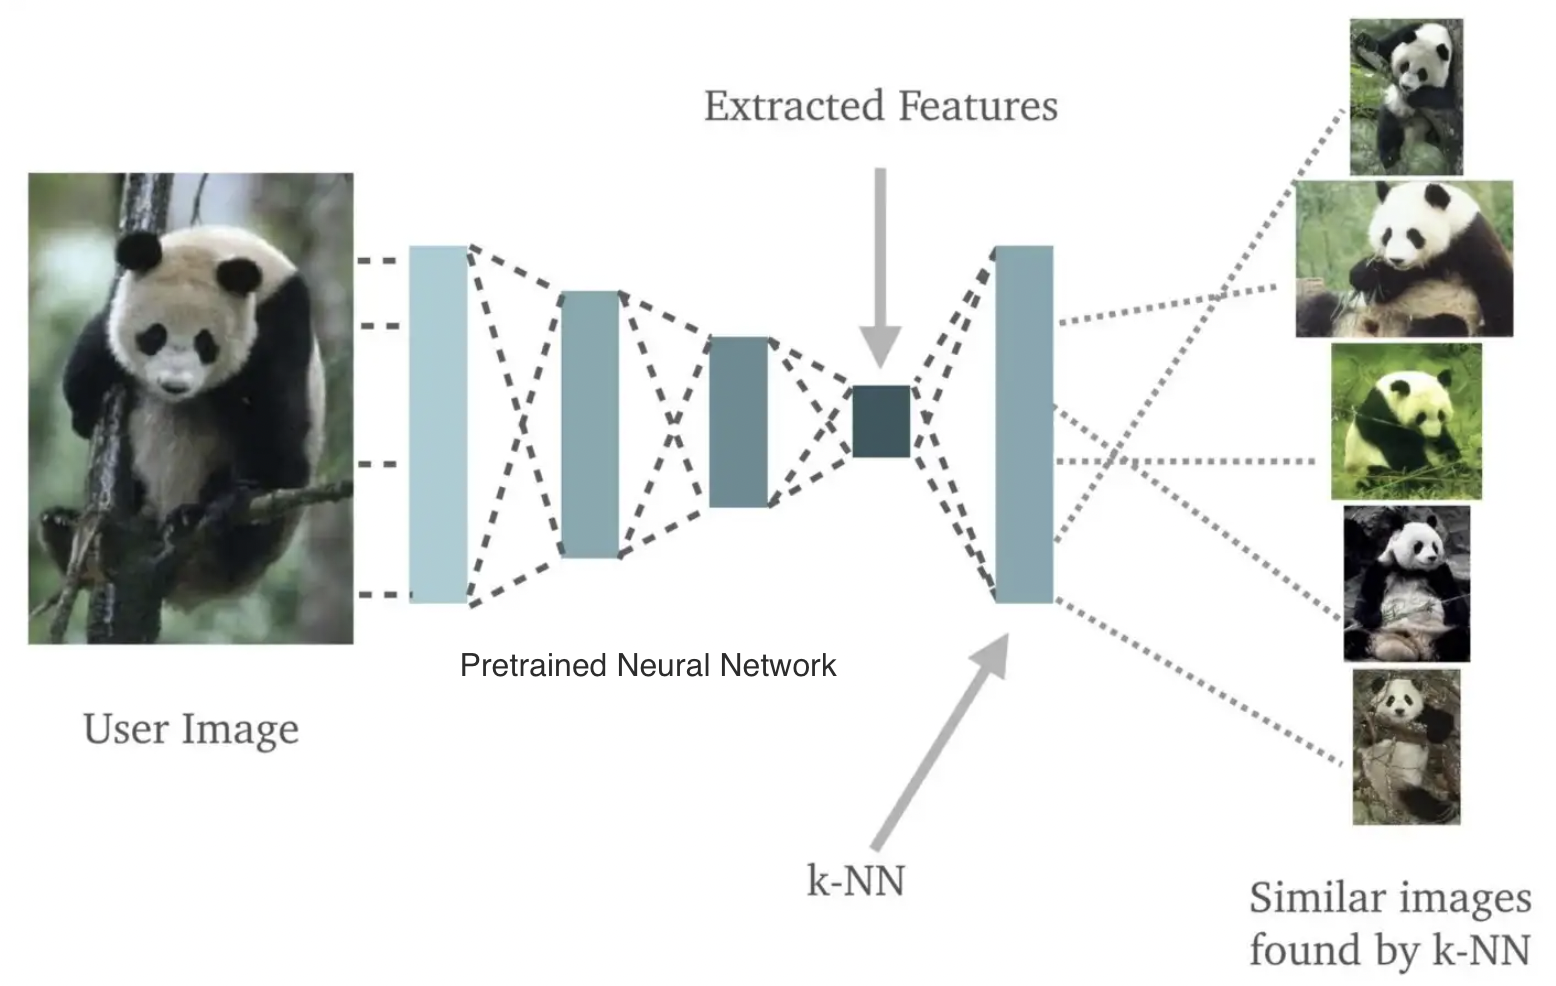 Extracted Features
Pretrained Neural Network
User Image
k-NN
Similar images
found by k-NN